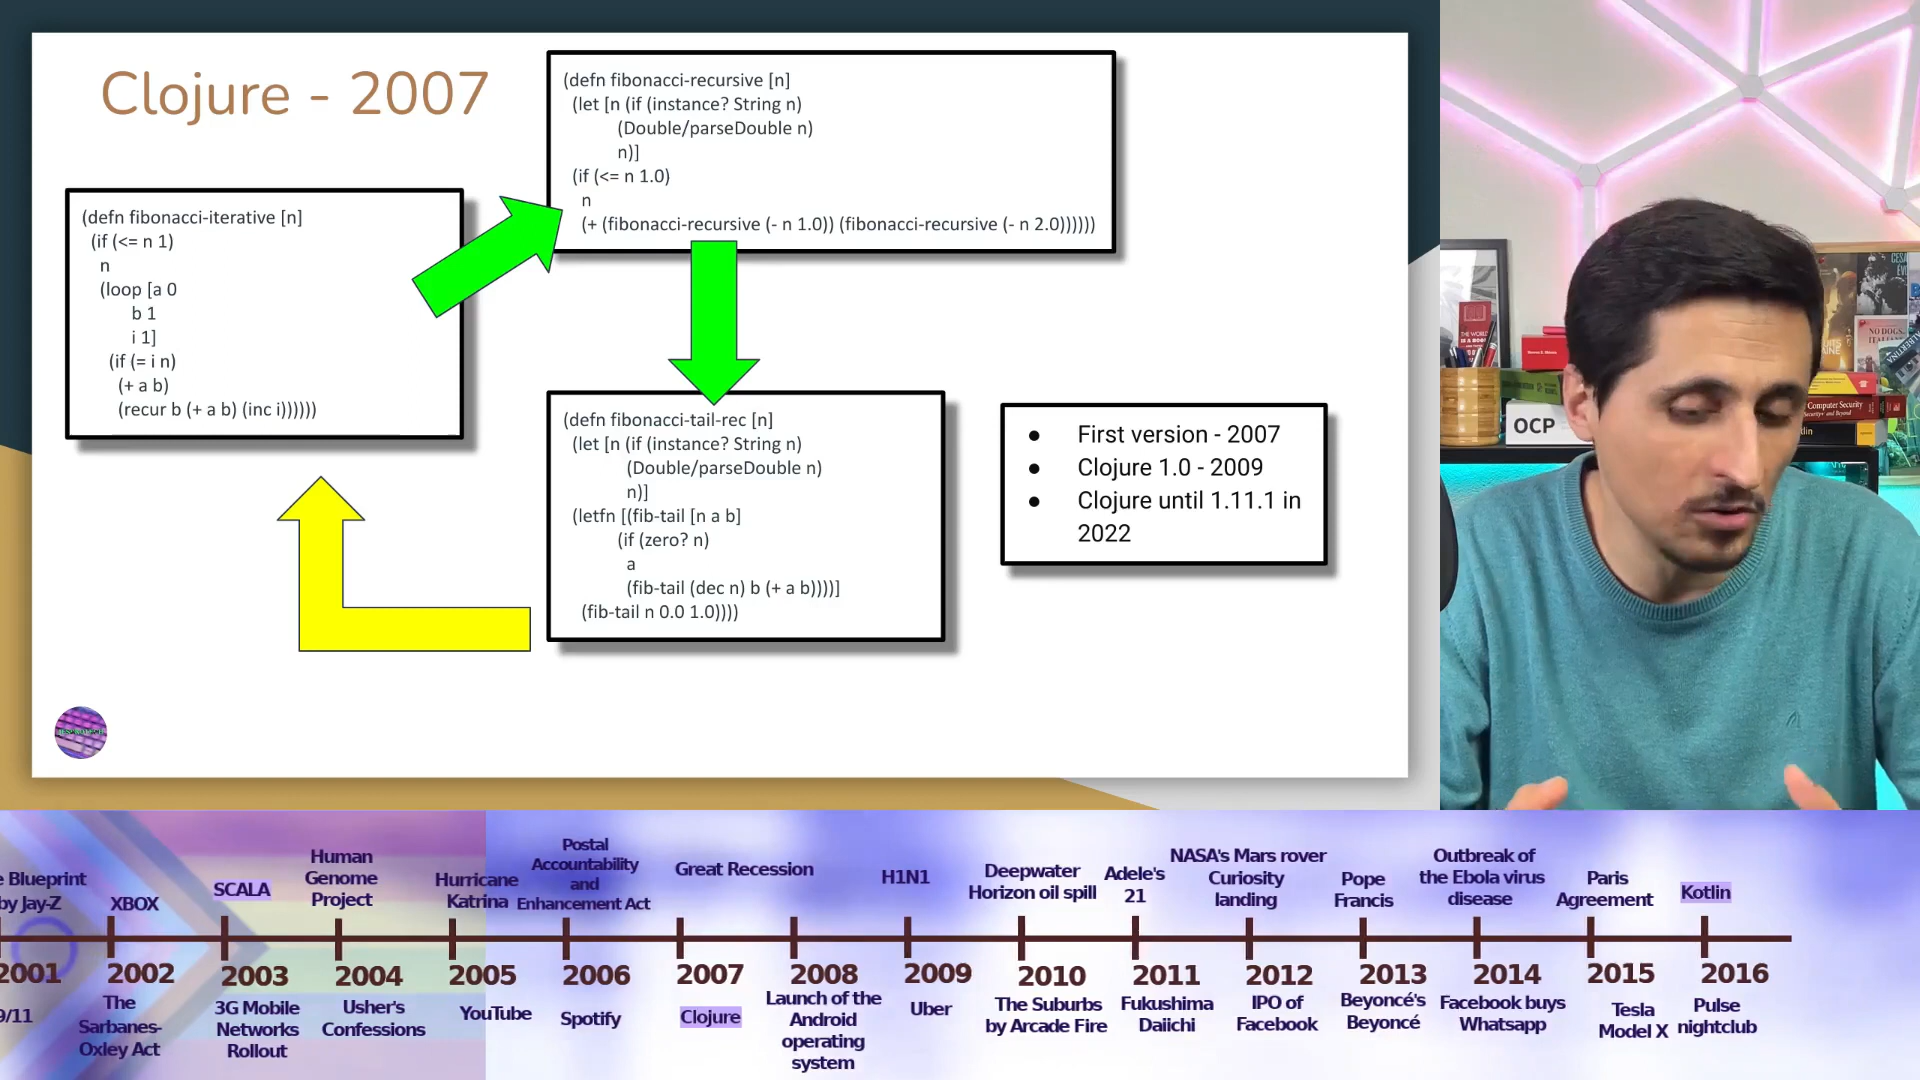 Clojure - 2007
(defn fibonacci-iterative [n]
(if (<= n 1)
n
(loop [a 0
b 1
i 1]
(if (= i n)
(+ a b)
(recur b (+ a b) (inc i))))))
(defn fibonacci-recursive [n]
(let [n (if (instance? String n)
(Double/parseDouble n)
n)]
(if (<= n 1.0)
n
(+ (fibonacci-recursive (- n 1.0)) (fibonacci-recursive (- n 2.0))))))
(defn fibonacci-tail-rec [n]
(let [n (if (instance? String n)
(Double/parseDouble n)
n)]
(letfn [(fib-tail [n a b]
(if (zero? n)
a
(fib-tail (dec n) b (+ a b))))]
(fib-tail n 0.0 1.0))))
● First version - 2007
● Clojure 1.0 - 2009
● Clojure until 1.11.1 in
2022
OCP
Computer Security
e Blueprint
by Jay-Z
XBOX
SCALA
Human
Genome
Project
Hurricane
Katrina
Postal
Accountability
and
Enhancement Act
Great Recession
H1N1
Deepwater
Horizon oil spill
Adele's
21
NASA's Mars rover
Curiosity
landing
Pope
Francis
Outbreak of
the Ebola virus
disease
Paris
Agreement
Kotlin
2001 2002 2003 2004 2005 2006 2007 2008 2009 2010 2011 2012 2013 2014 2015 2016
9/11
The
Sarbanes-
Oxley Act
3G Mobile
Networks
Rollout
Usher's
Confessions
YouTube
Spotify
Clojure
Launch of the
Android
operating
system
Uber
The Suburbs
by Arcade Fire
Fukushima
Daiichi
IPO of
Facebook
Beyoncé's
Beyoncé
Facebook buys
Whatsapp
Tesla
Model X
Pulse
nightclub